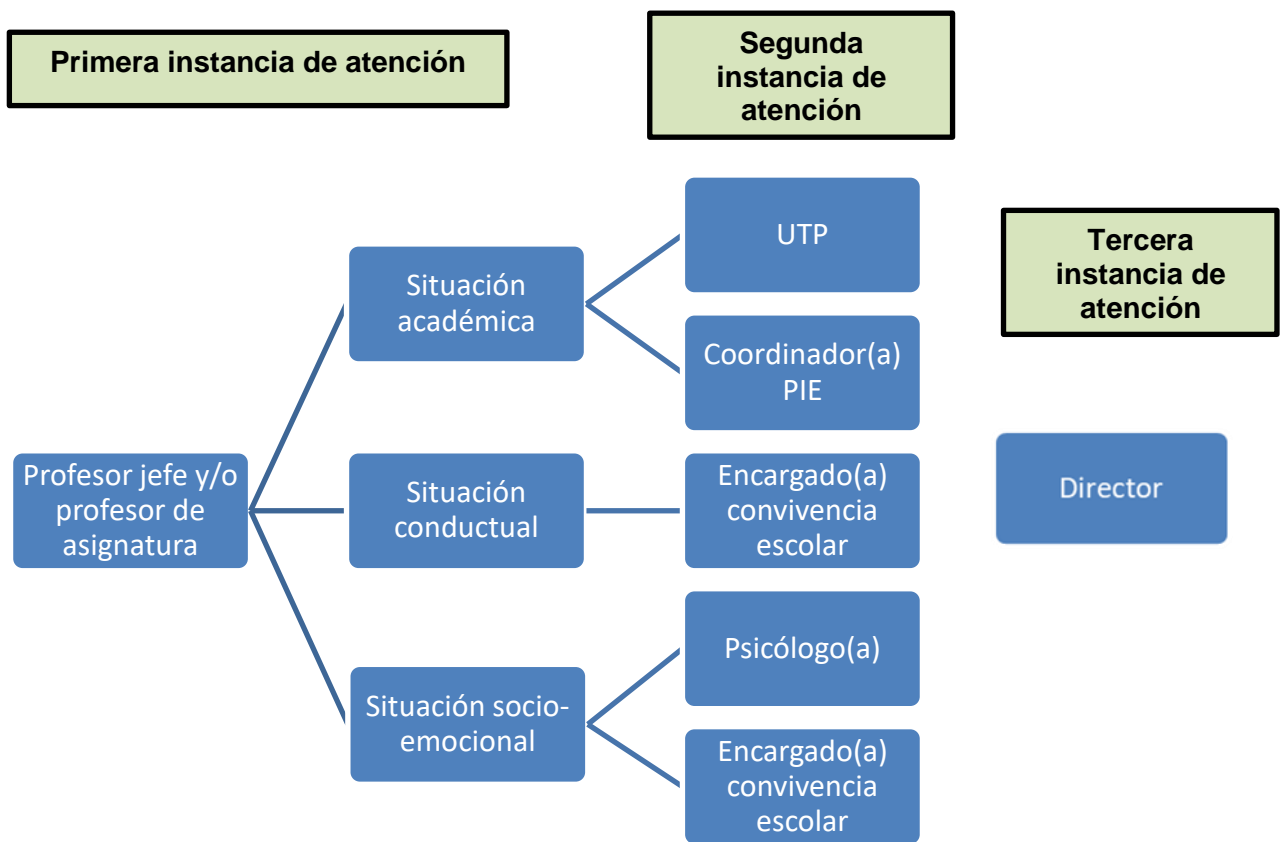 Primera instancia de atención
Segunda
instancia de
atención
Tercera
instancia de
atención
Profesor jefe y/o
profesor de
asignatura
Situación
académica
Situación
conductual
Situación socio-
emocional
UTP
Coordinador(a)
PIE
Encargado(a)
convivencia
escolar
Psicólogo(a)
Encargado(a)
convivencia
escolar
Director